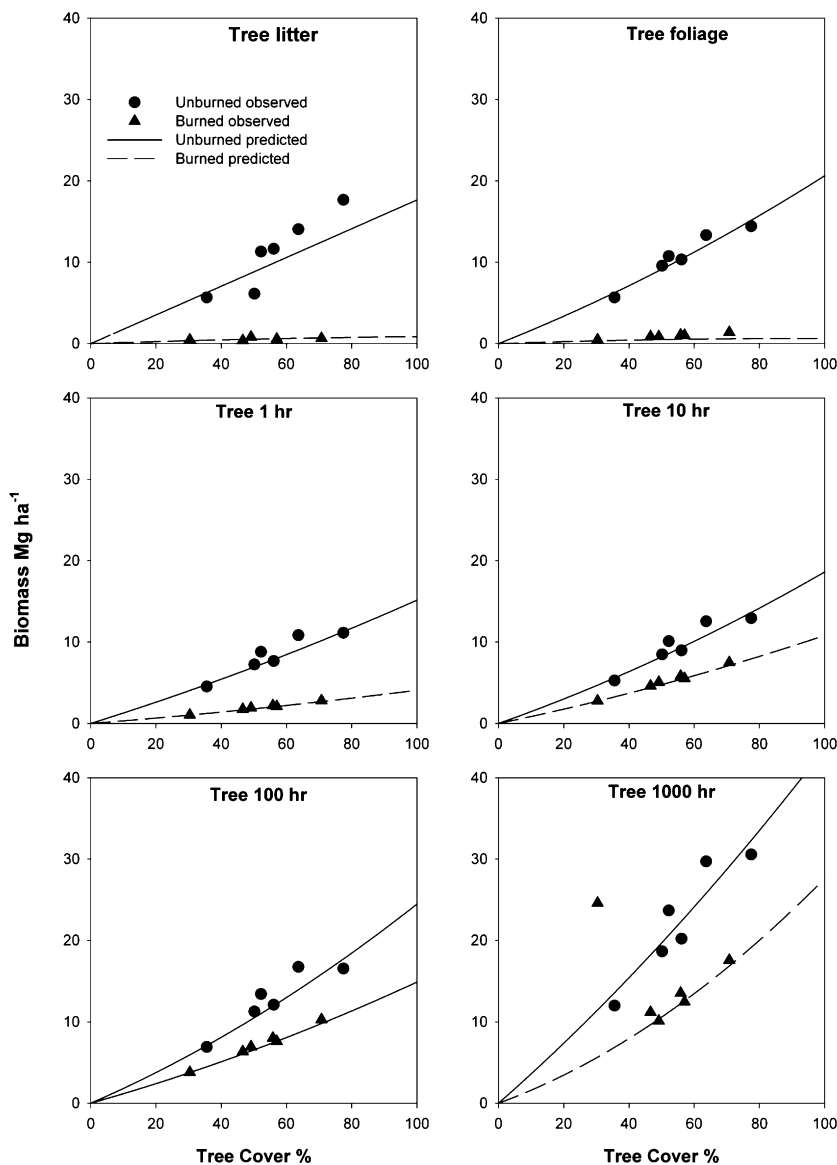 Tree litter
Unburned observed
Burned observed
Unburned predicted
Burned predicted
40
30
20
10
0
0 20 40 60 80 100
Tree foliage
40
30
20
10
0
0 20 40 60 80 100
Tree 1 hr
40
30
20
10
0
0 20 40 60 80 100
Tree 10 hr
40
30
20
10
0
0 20 40 60 80 100
Biomass Mg ha⁻¹
Tree 100 hr
40
30
20
10
0
0 20 40 60 80 100
Tree Cover %
Tree 1000 hr
40
30
20
10
0
0 20 40 60 80 100
Tree Cover %